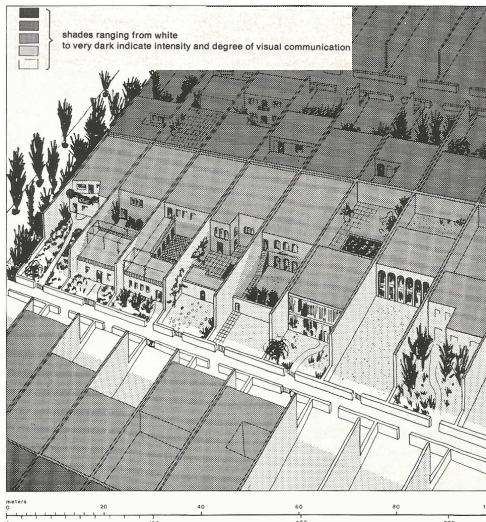 shades ranging from white
to very dark indicate intensity and degree of visual communication
meters
0 20 40 60 80